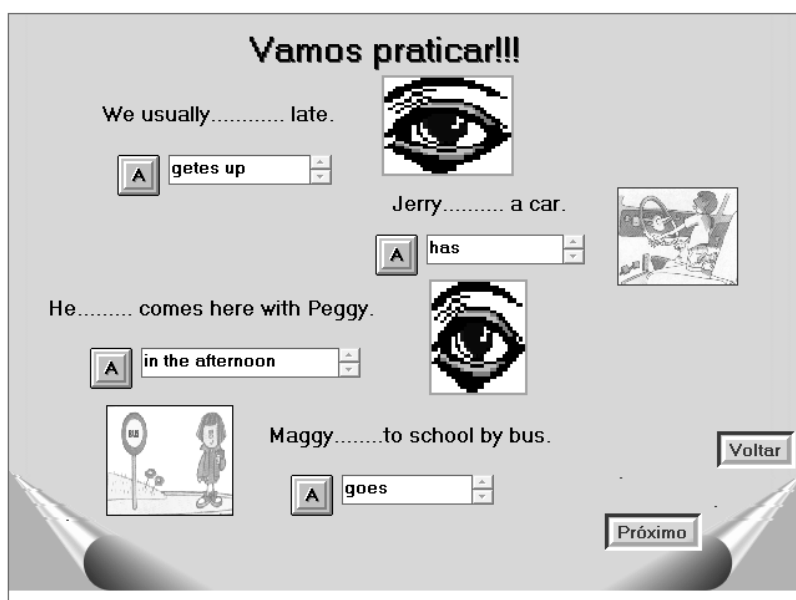 Vamos praticar!!!
We usually............ late.
A
getes up
Jerry.......... a car.
A
has
He......... comes here with Peggy.
A
in the afternoon
BUS
Maggy........to school by bus.
A
goes
Voltar
Próximo